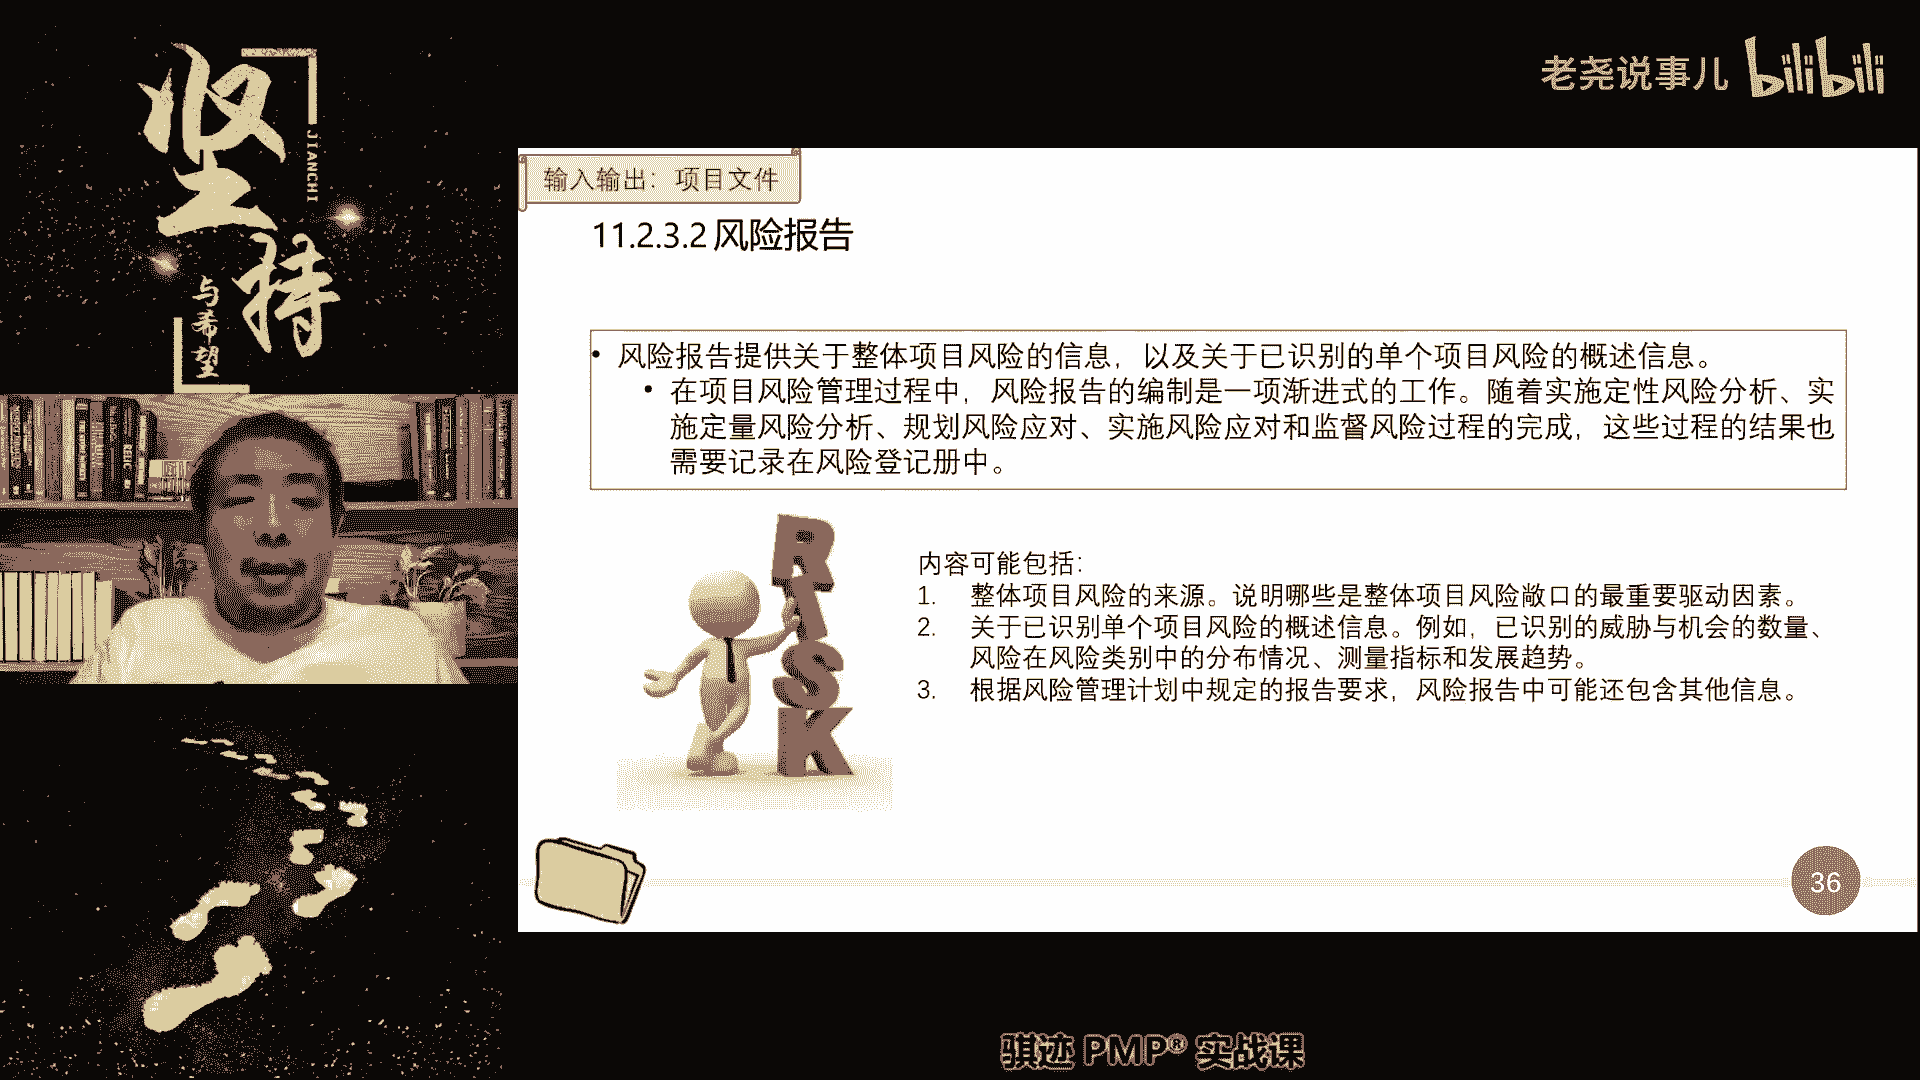 坚持
JIANCHI
与希望
老尧说事儿 bilibili
输入输出：项目文件
11.2.3.2 风险报告
• 风险报告提供关于整体项目风险的信息，以及关于已识别的单个项目风险的概述信息。
• 在项目风险管理过程中，风险报告的编制是一项渐进式的工作。随着实施定性风险分析、实
施定量风险分析、规划风险应对、实施风险应对和监督风险过程的完成，这些过程的结果也
需要记录在风险登记册中。
RISK
内容可能包括:
1. 整体项目风险的来源。说明哪些是整体项目风险敞口的最重要驱动因素。
2. 关于已识别单个项目风险的概述信息。例如，已识别的威胁与机会的数量、
风险在风险类别中的分布情况、测量指标和发展趋势。
3. 根据风险管理计划中规定的报告要求，风险报告中可能还包含其他信息。
36
骐迹 PMP® 实战课